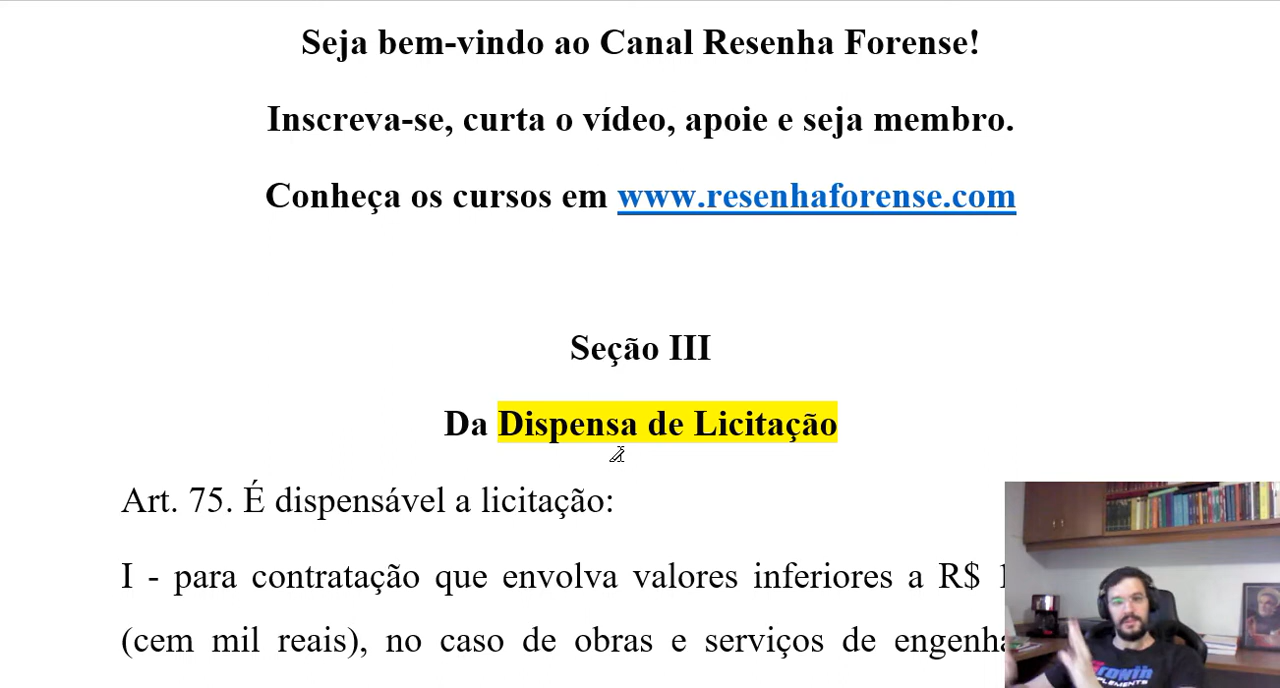 Seja bem-vindo ao Canal Resenha Forense!
Inscreva-se, curta o vídeo, apoie e seja membro.
Conheça os cursos em www.resenhaforense.com
Seção III
Da Dispensa de Licitação
Art. 75. É dispensável a licitação:
I - para contratação que envolva valores inferiores a R$
(cem mil reais), no caso de obras e serviços de